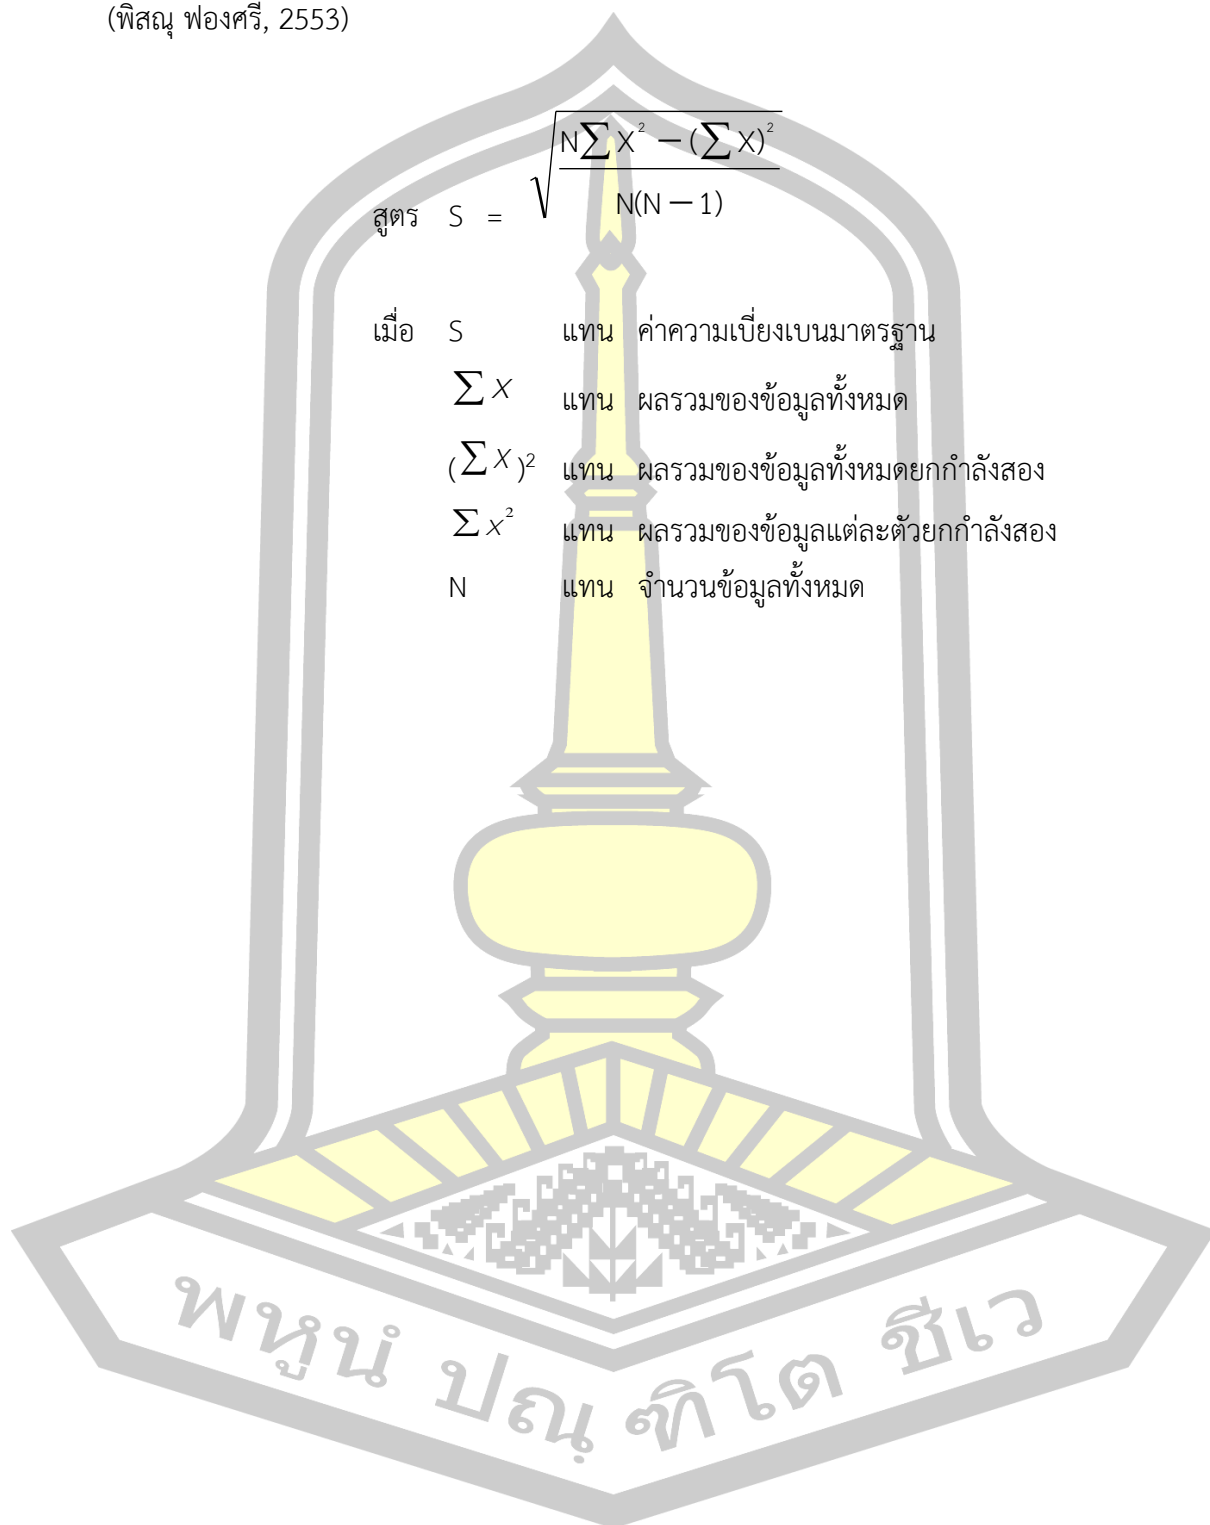 (พิสณุ ฟองศรี, 2553)
สูตร S = √ N∑X² − (∑X)² / N(N − 1)
เมื่อ S แทน ค่าความเบี่ยงเบนมาตรฐาน
∑X แทน ผลรวมของข้อมูลทั้งหมด
(∑X)² แทน ผลรวมของข้อมูลทั้งหมดยกกำลังสอง
∑X² แทน ผลรวมของข้อมูลแต่ละตัวยกกำลังสอง
N แทน จำนวนข้อมูลทั้งหมด
พหูนํ ปณฺฑิโต ชีเว